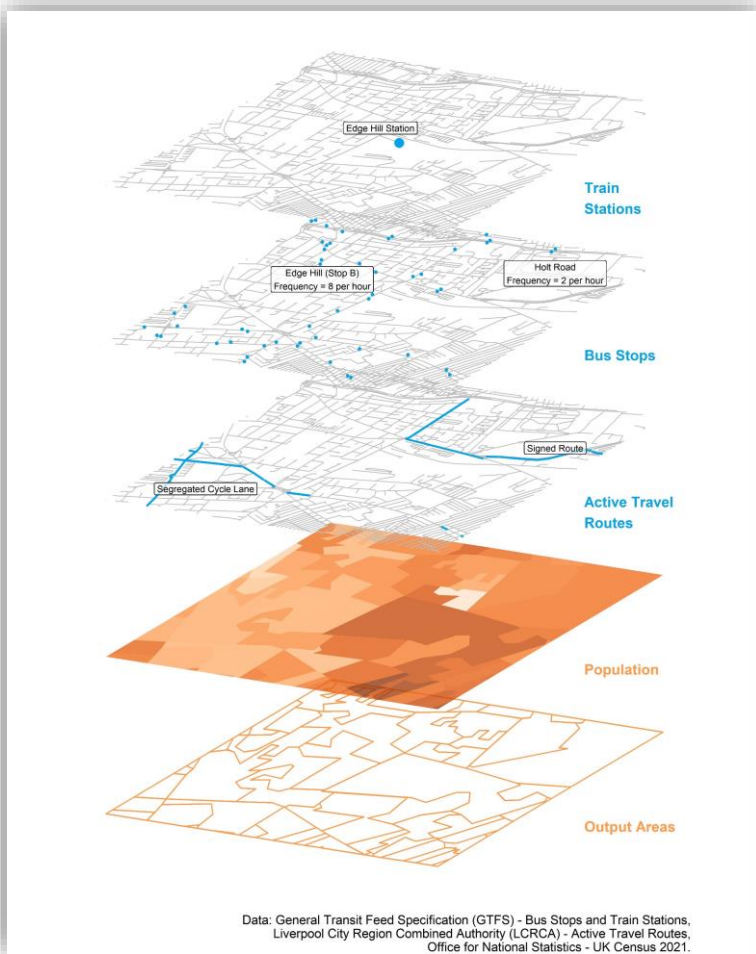 Edge Hill Station
Train
Stations
Edge Hill (Stop B)
Frequency = 8 per hour
Holt Road
Frequency = 2 per hour
Bus Stops
Signed Route
Segregated Cycle Lane
Active Travel
Routes
Population
Output Areas
Data: General Transit Feed Specification (GTFS) - Bus Stops and Train Stations,
Liverpool City Region Combined Authority (LCRCA) - Active Travel Routes,
Office for National Statistics - UK Census 2021.